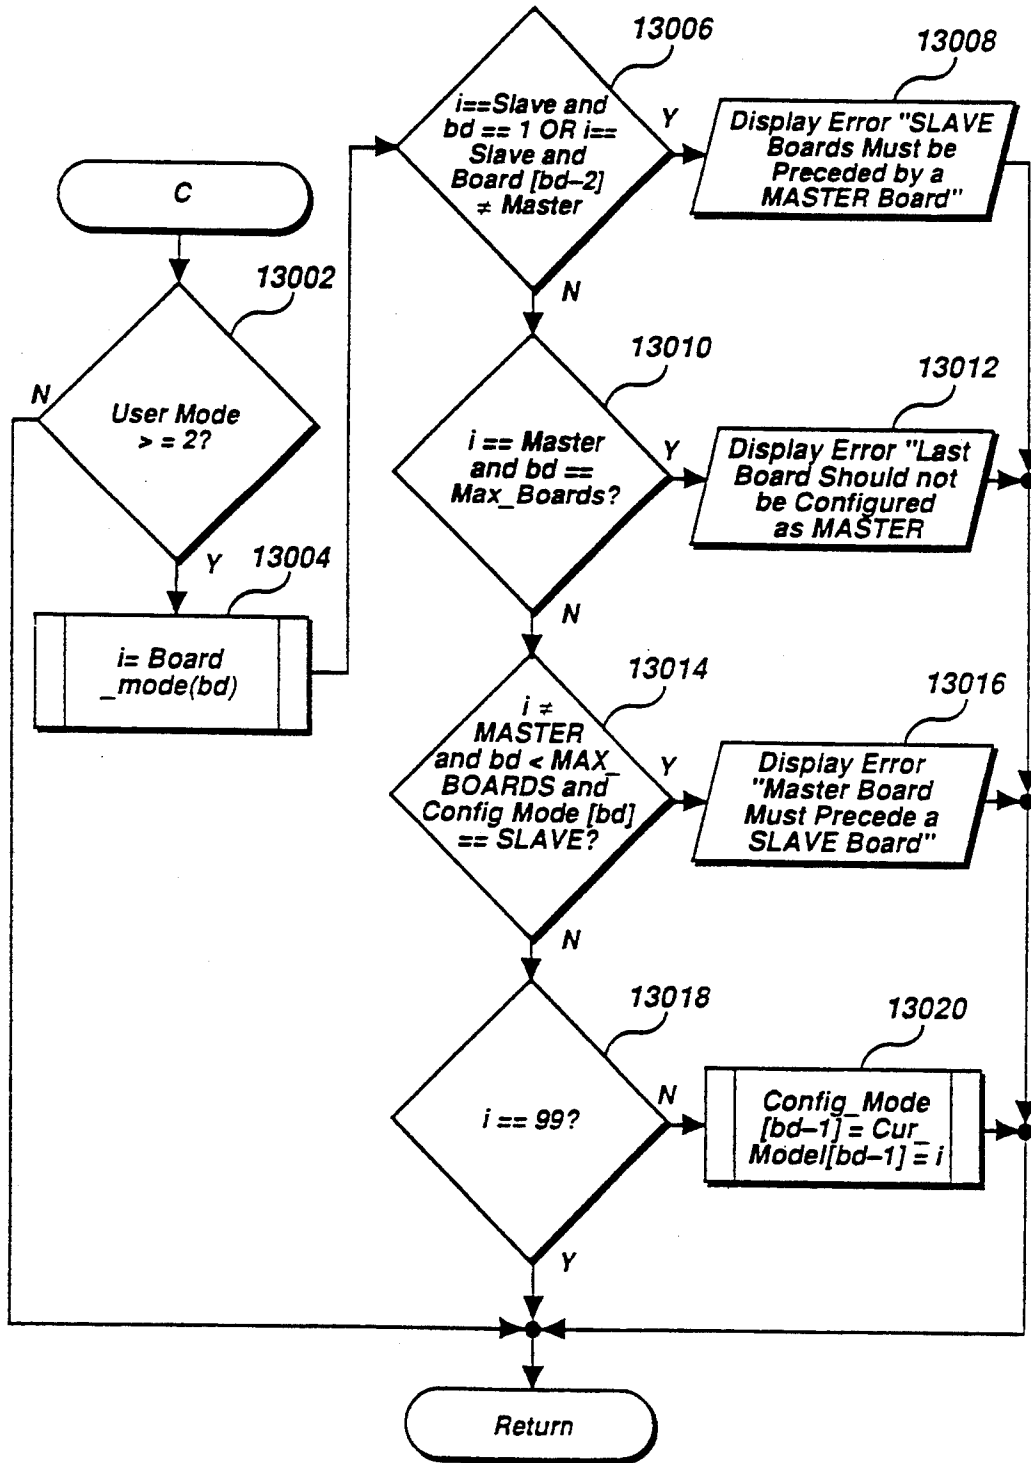 C
13002
User Mode
> = 2?
N
Y
13004
i= Board
_mode(bd)
13006
i==Slave and
bd == 1 OR i==
Slave and
Board [bd–2]
≠ Master
Y
N
13008
Display Error "SLAVE
Boards Must be
Preceded by a
MASTER Board"
13010
i == Master
and bd ==
Max_Boards?
Y
N
13012
Display Error "Last
Board Should not
be Configured
as MASTER
13014
i ≠
MASTER
and bd < MAX_
BOARDS and
Config Mode [bd]
== SLAVE?
Y
N
13016
Display Error
"Master Board
Must Precede a
SLAVE Board"
13018
i == 99?
N
Y
13020
Config_Mode
[bd–1] = Cur_
Model[bd–1] = i
Return